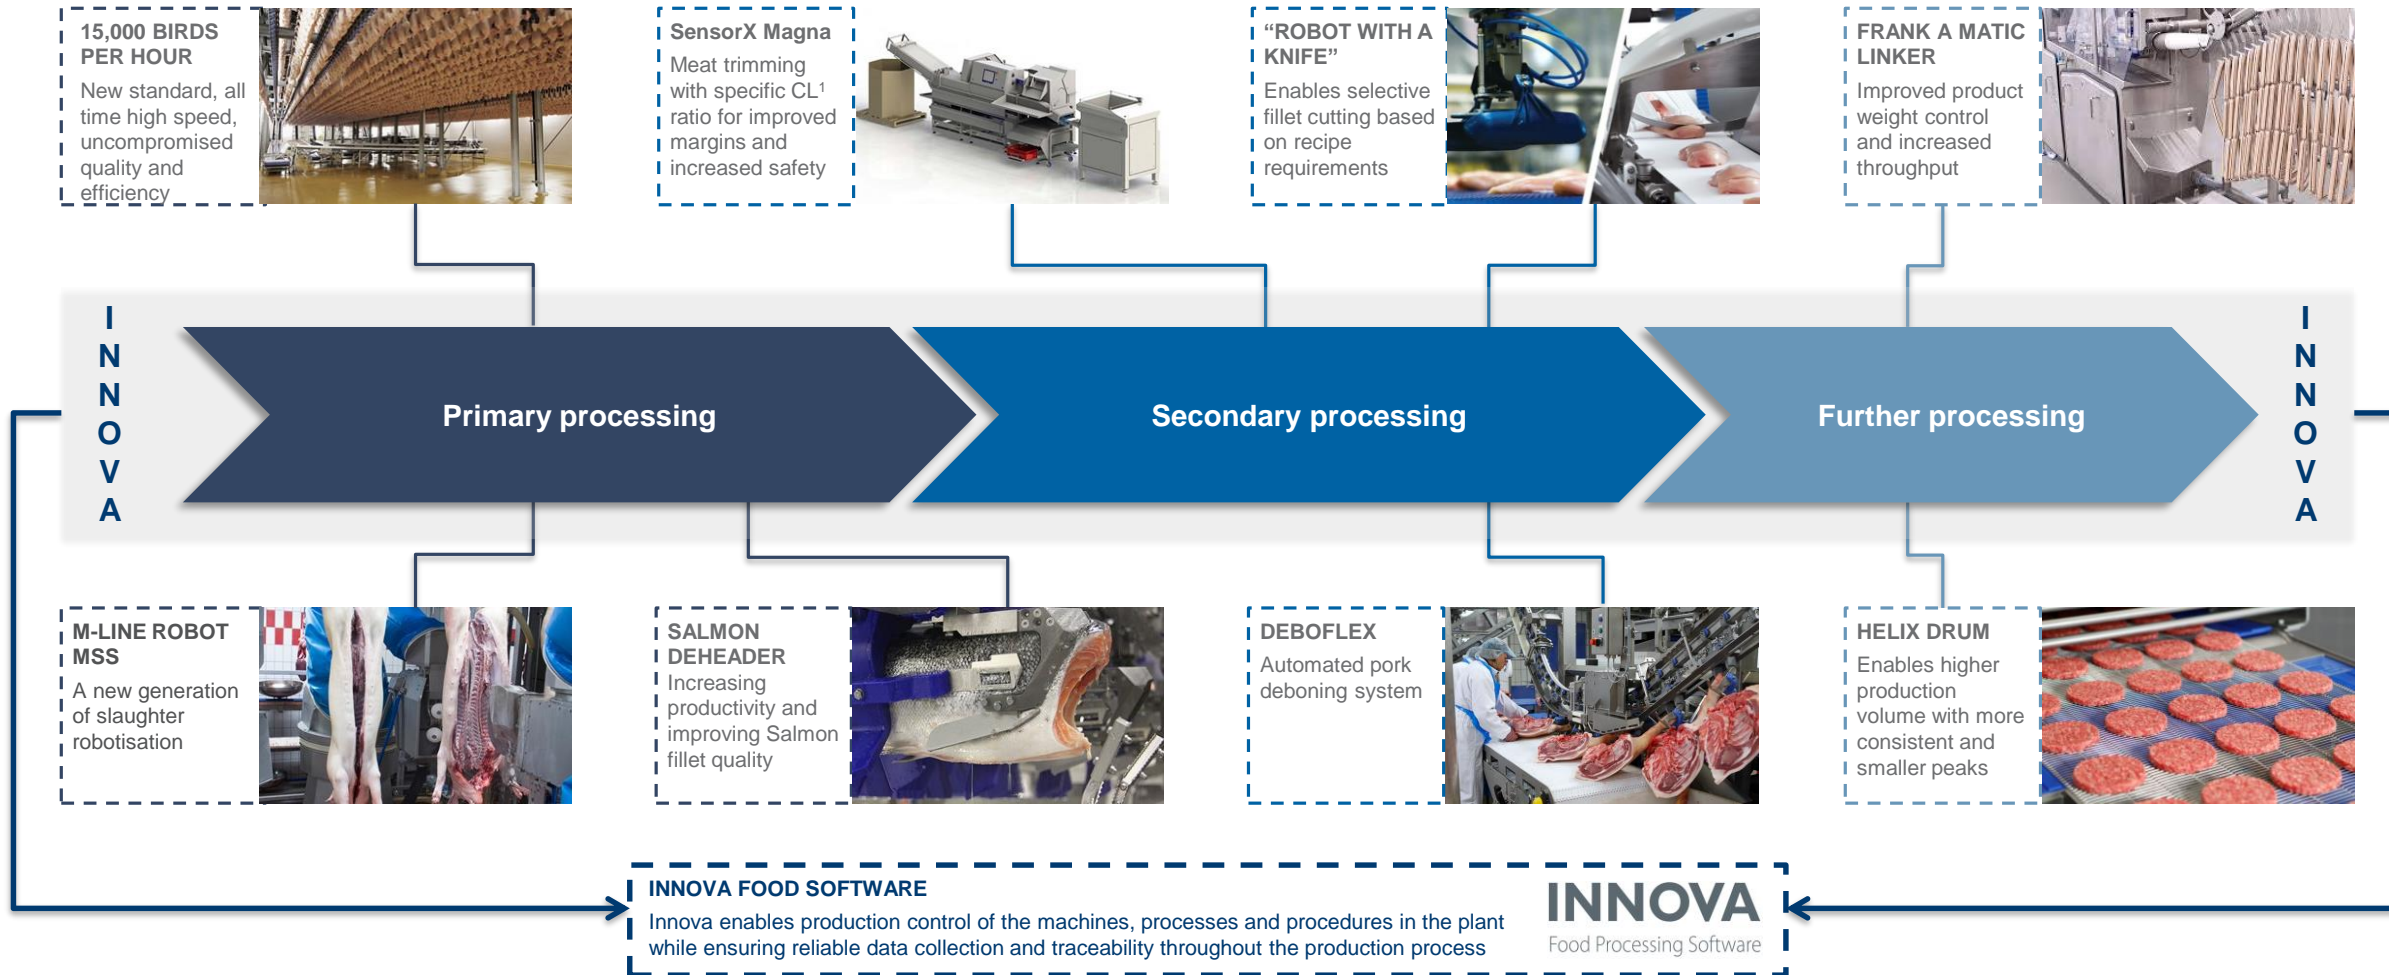 15,000 BIRDS
PER HOUR
New standard, all
time high speed,
uncompromised
quality and
efficiency
SensorX Magna
Meat trimming
with specific CL¹
ratio for improved
margins and
increased safety
“ROBOT WITH A
KNIFE”
Enables selective
fillet cutting based
on recipe
requirements
FRANK A MATIC
LINKER
Improved product
weight control
and increased
throughput
I
N
N
O
V
A
Primary processing
Secondary processing
Further processing
I
N
N
O
V
A
M-LINE ROBOT
MSS
A new generation
of slaughter
robotisation
SALMON
DEHEADER
Increasing
productivity and
improving Salmon
fillet quality
DEBOFLEX
Automated pork
deboning system
HELIX DRUM
Enables higher
production
volume with more
consistent and
smaller peaks
INNOVA FOOD SOFTWARE
Innova enables production control of the machines, processes and procedures in the plant
while ensuring reliable data collection and traceability throughout the production process
INNOVA
Food Processing Software